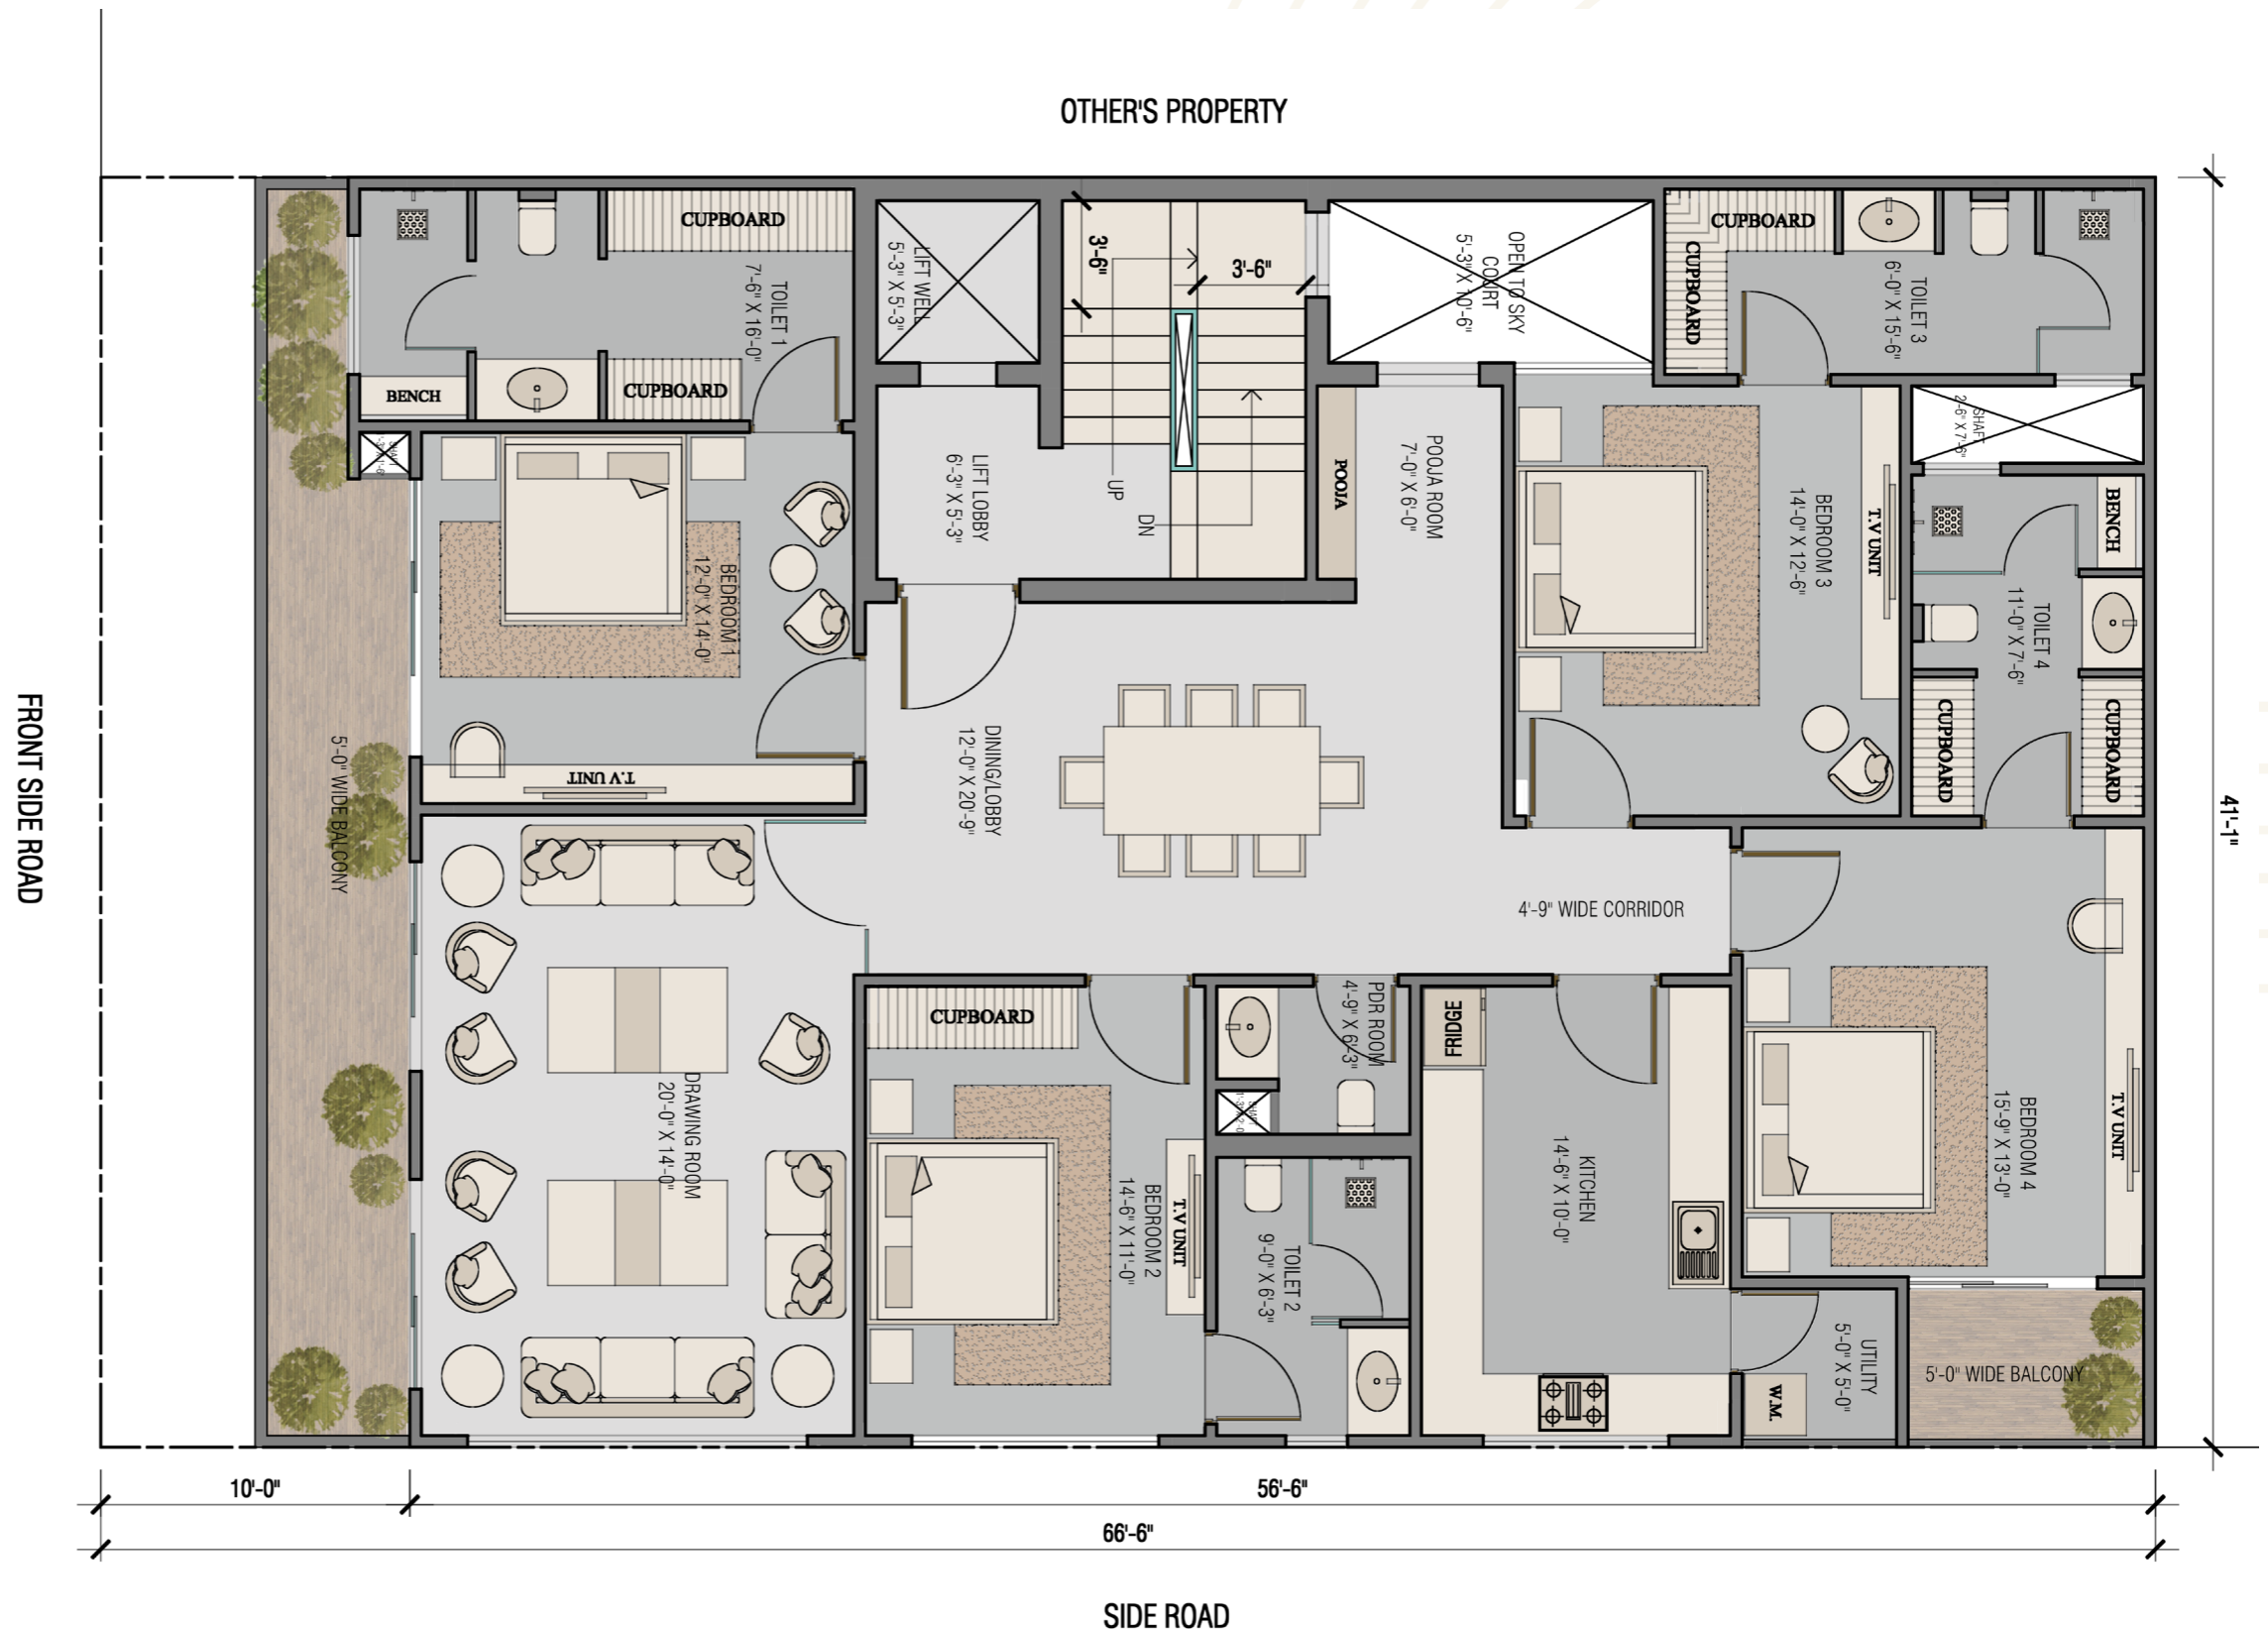 OTHER'S PROPERTY
CUPBOARD
TOILET 1
7'-6" X 16'-0"
BENCH
CUPBOARD
LIFT WELL
5'-3" X 5'-3"
3'-6"
3'-6"
OPEN TO SKY
COURT
5'-3" X 10'-6"
CUPBOARD
CUPBOARD
TOILET 3
6'-0" X 15'-6"
SHAFT
SHAFT
2'-6" X 7'-6"
LIFT LOBBY
6'-3" X 5'-3"
UP
DN
POOJA
POOJA ROOM
7'-0" X 6'-0"
BEDROOM 1
12'-0" X 14'-0"
T.V UNIT
BEDROOM 3
14'-0" X 12'-6"
T.V UNIT
BENCH
TOILET 4
11'-0" X 7'-6"
CUPBOARD
CUPBOARD
FRONT SIDE ROAD
5'-0" WIDE BALCONY
DINING/LOBBY
12'-0" X 20'-9"
4'-9" WIDE CORRIDOR
41'-1"
DRAWING ROOM
20'-0" X 14'-0"
CUPBOARD
BEDROOM 2
14'-6" X 11'-0"
T.V UNIT
PDR ROOM
4'-9" X 6'-3"
SHAFT
TOILET 2
9'-0" X 6'-3"
FRIDGE
KITCHEN
14'-6" X 10'-0"
BEDROOM 4
15'-9" X 13'-0"
T.V UNIT
UTILITY
5'-0" X 5'-0"
W.M.
5'-0" WIDE BALCONY
10'-0"
56'-6"
66'-6"
SIDE ROAD